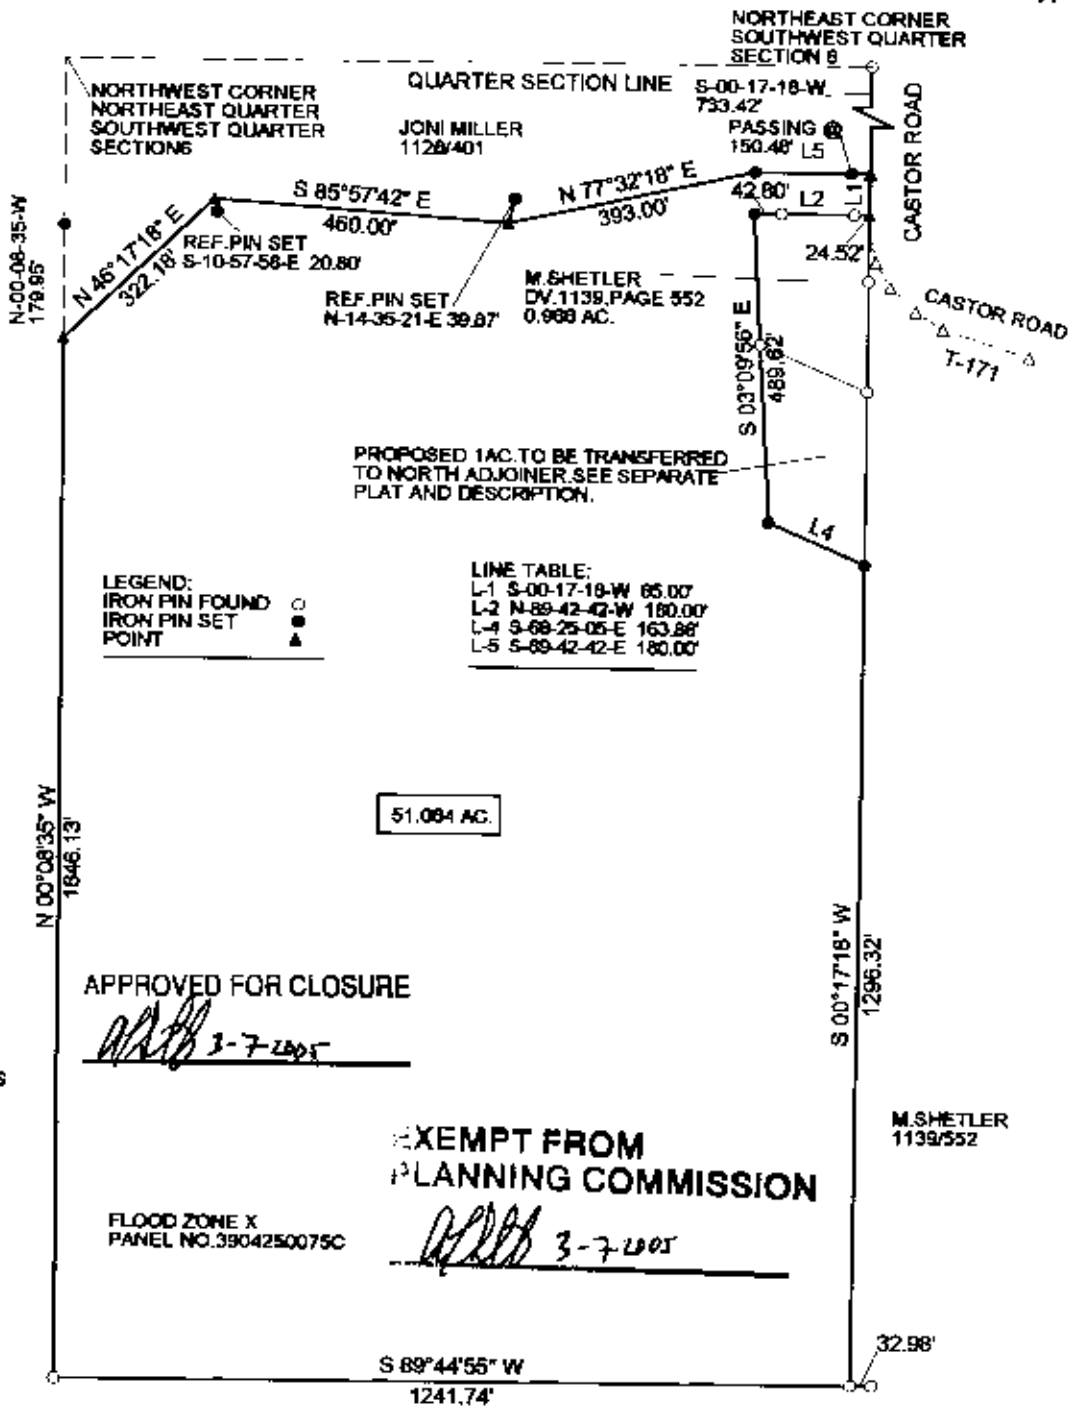 NORTHEAST CORNER
SOUTHWEST QUARTER
SECTION 6
QUARTER SECTION LINE
S-00-17-18-W
733.42'
NORTHWEST CORNER
NORTHEAST QUARTER
SOUTHWEST QUARTER
SECTION6
JONI MILLER
1128/401
PASSING @
150.48'
L5
CASTOR ROAD
S 85°57'42" E
460.00'
N 77°32'18" E
393.00'
42.80'
L2
L1
24.52'
N-00-08-35-W
179.95'
N 46°17'18" E
322.18'
REF.PIN SET
S-10-57-58-E 20.80'
REF.PIN SET
N-14-35-21-E 39.87'
M.SHETLER
DV.1139,PAGE 552
0.988 AC.
CASTOR ROAD
T-171
S 03°09'56" E
489.62'
PROPOSED 1AC.TO BE TRANSFERRED
TO NORTH ADJOINER.SEE SEPARATE
PLAT AND DESCRIPTION.
L4
LEGEND:
IRON PIN FOUND
IRON PIN SET
POINT
LINE TABLE:
L-1 S-00-17-18-W 65.00'
L-2 N-89-42-42-W 180.00'
L-4 S-68-25-05-E 163.86'
L-5 S-89-42-42-E 180.00'
51.064 AC.
N 00°08'35" W
1646.13'
S 00°17'18" W
1296.32'
APPROVED FOR CLOSURE
3-7-2005
S
M.SHETLER
1139/552
EXEMPT FROM
PLANNING COMMISSION
3-7-2005
FLOOD ZONE X
PANEL NO.3904250075C
32.98'
S 89°44'55" W
1241.74'